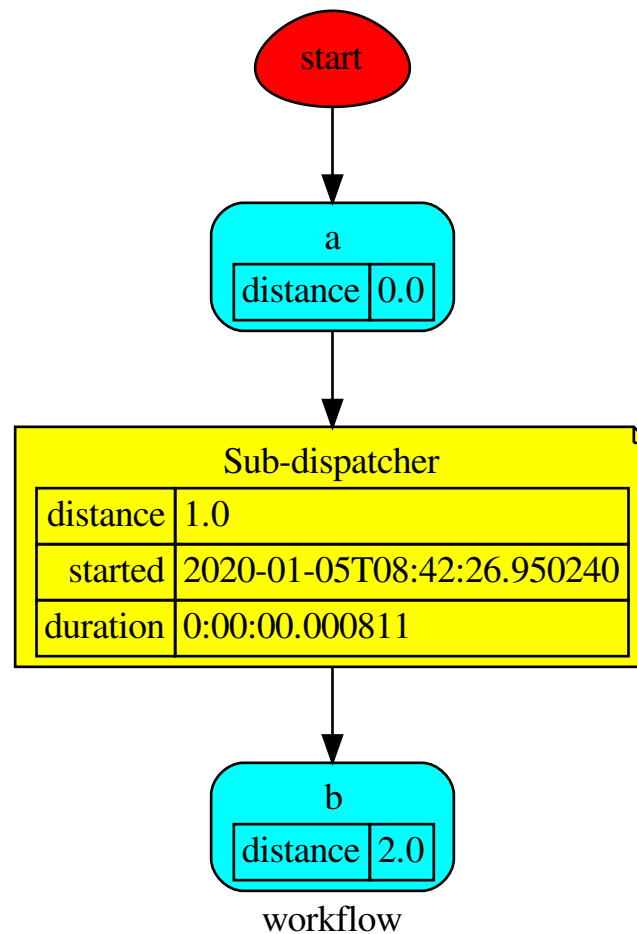 start
a
distance 0.0
Sub-dispatcher
distance 1.0
started 2020-01-05T08:42:26.950240
duration 0:00:00.000811
b
distance 2.0
workflow